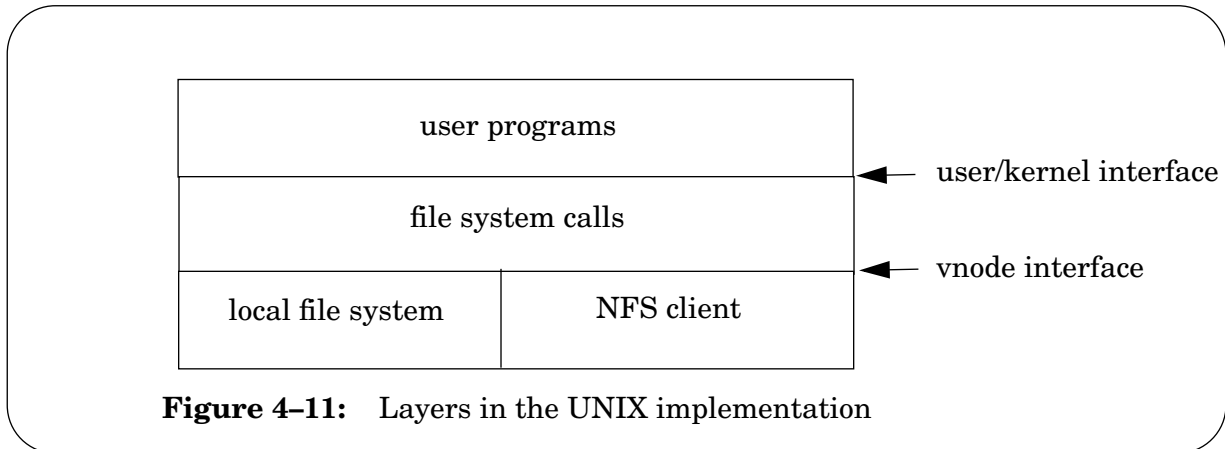 user programs
user/kernel interface
file system calls
vnode interface
local file system
NFS client
Figure 4–11: Layers in the UNIX implementation